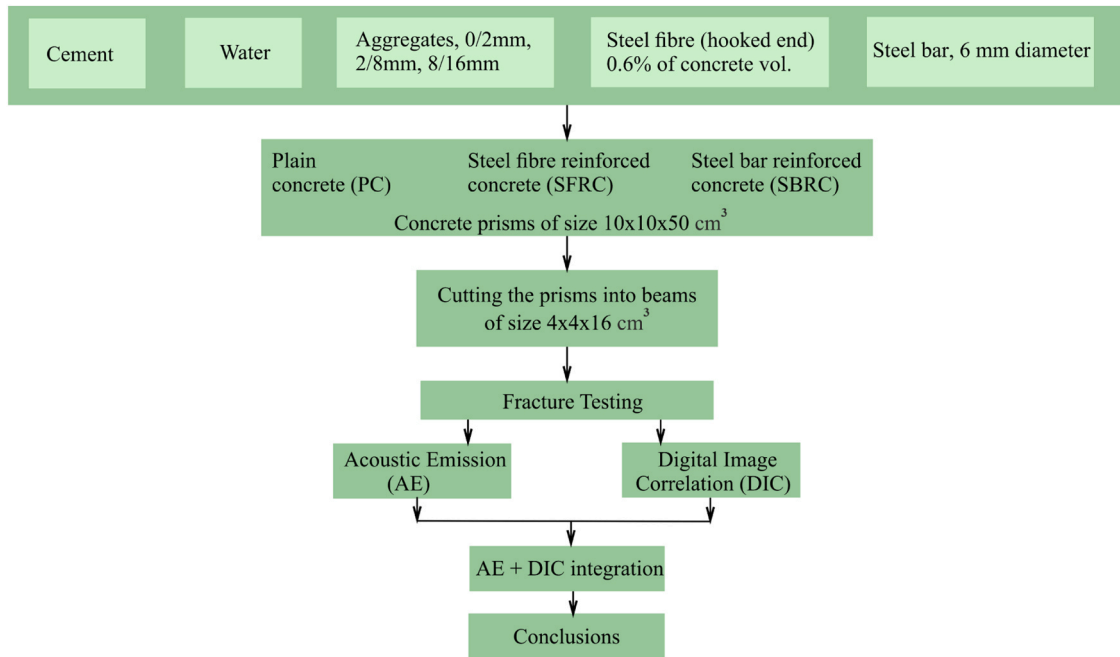 Cement
Water
Aggregates, 0/2mm,
2/8mm, 8/16mm
Steel fibre (hooked end)
0.6% of concrete vol.
Steel bar, 6 mm diameter
Plain
concrete (PC)
Steel fibre reinforced
concrete (SFRC)
Steel bar reinforced
concrete (SBRC)
Concrete prisms of size 10x10x50 cm³
Cutting the prisms into beams
of size 4x4x16 cm³
Fracture Testing
Acoustic Emission
(AE)
Digital Image
Correlation (DIC)
AE + DIC integration
Conclusions